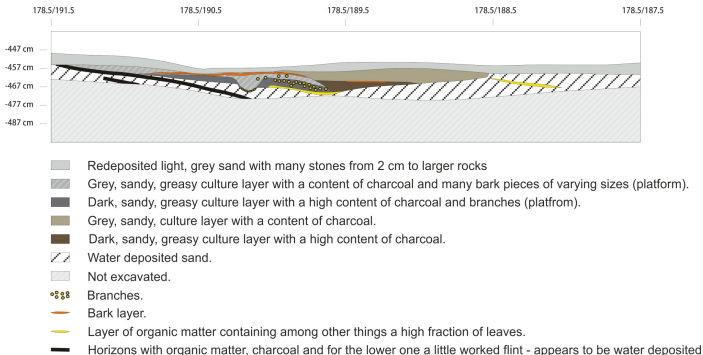 178.5/191.5 178.5/190.5 178.5/189.5 178.5/188.5 178.5/187.5
-447 cm
-457 cm
-467 cm
-477 cm
-487 cm
Redeposited light, grey sand with many stones from 2 cm to larger rocks
Grey, sandy, greasy culture layer with a content of charcoal and many bark pieces of varying sizes (platform).
Dark, sandy, greasy culture layer with a high content of charcoal and branches (platfrom).
Grey, sandy, culture layer with a content of charcoal.
Dark, sandy, greasy culture layer with a high content of charcoal.
Water deposited sand.
Not excavated.
Branches.
Bark layer.
Layer of organic matter containing among other things a high fraction of leaves.
Horizons with organic matter, charcoal and for the lower one a little worked flint - appears to be water deposited